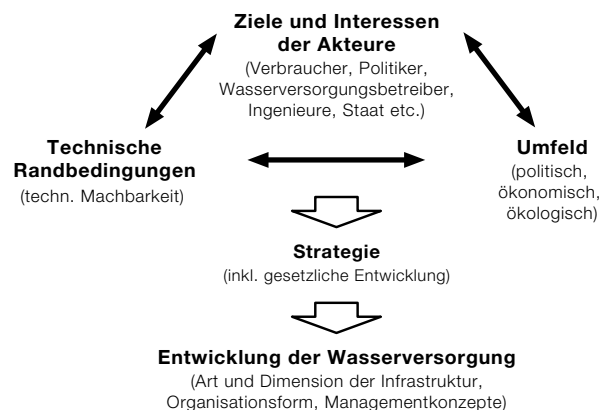 Ziele und Interessen
der Akteure
(Verbraucher, Politiker,
Wasserversorgungsbetreiber,
Ingenieure, Staat etc.)
Technische
Randbedingungen
(techn. Machbarkeit)
Umfeld
(politisch,
ökonomisch,
ökologisch)
Strategie
(inkl. gesetzliche Entwicklung)
Entwicklung der Wasserversorgung
(Art und Dimension der Infrastruktur,
Organisationsform, Managementkonzepte)